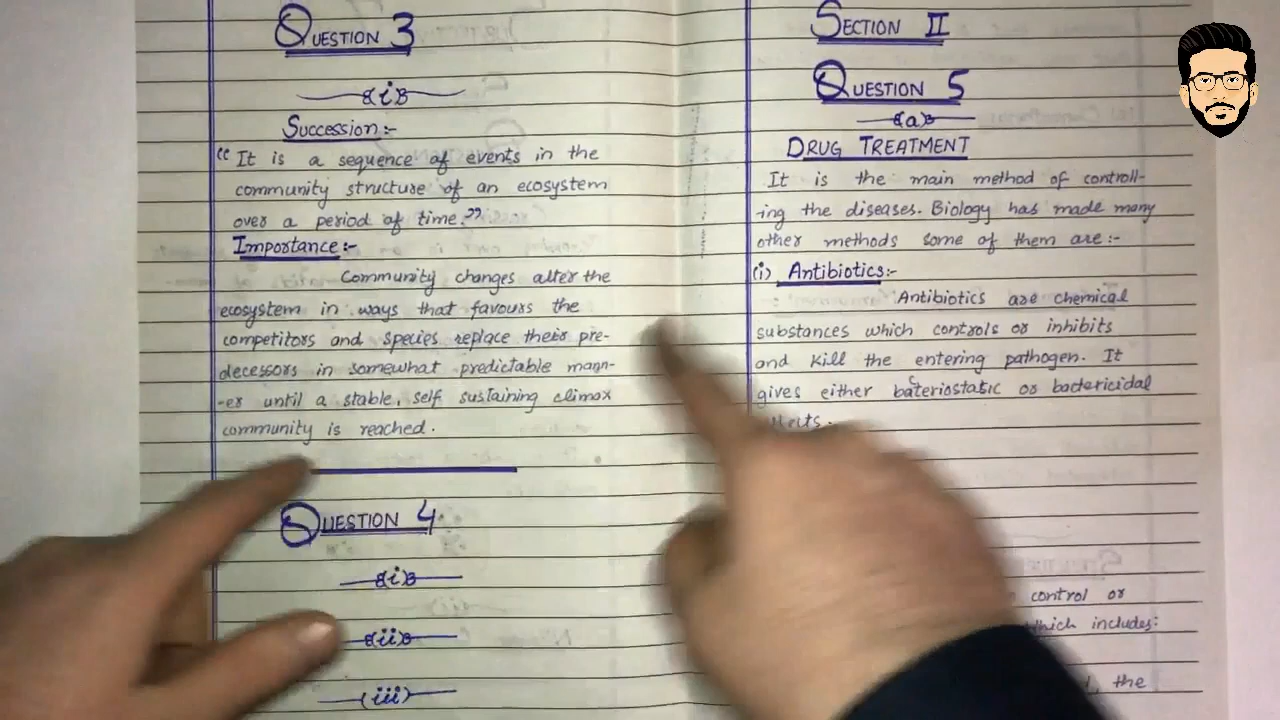 QUESTION 3
(i)
Succession:-
"It is a sequence of events in the
community structure of an ecosystem
over a period of time."
Importance:-
Community changes alter the
ecosystem in ways that favours the
competitors and species replace their pre-
decessors in somewhat predictable mann-
-er until a stable, self sustaining climax
community is reached.
QUESTION 4
(i)
(ii)
(iii)
SECTION II
QUESTION 5
(a)
DRUG TREATMENT
It is the main method of controll-
-ing the diseases. Biology has made many
other methods some of them are:-
(i) Antibiotics:-
Antibiotics are chemical
substances which controls or inhibits
and kill the entering pathogen. It
gives either bacteriostatic or bactericidal
control or
which includes:
the